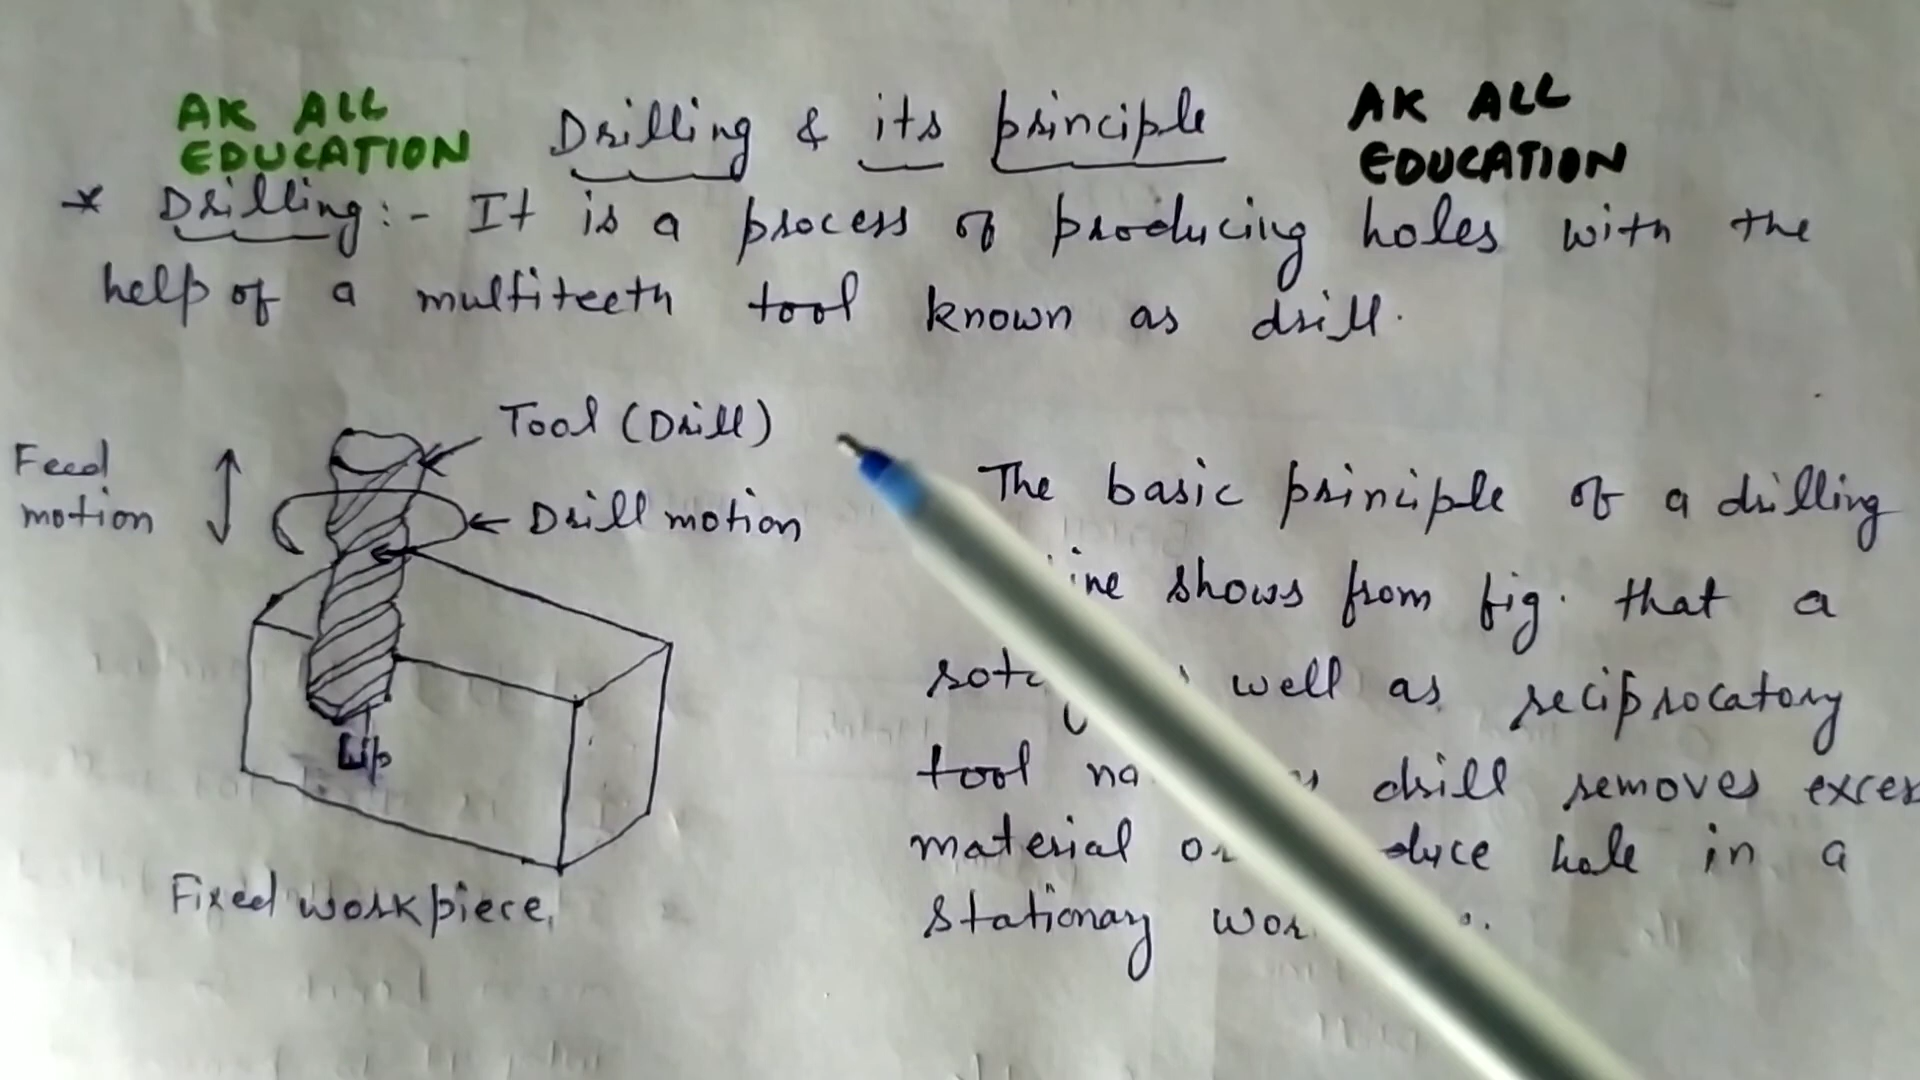 AK ALL
EDUCATION
Drilling & its principle
AK ALL
EDUCATION
* Drilling:- It is a process of producing holes with the
help of a multiteeth tool known as drill.
Tool (Drill)
Feed
motion
Drill motion
Lip
Fixed workpiece.
The basic principle of a drilling
shows from fig. that a
well as reciprocatory
tool drill removes
material hole in a
stationary